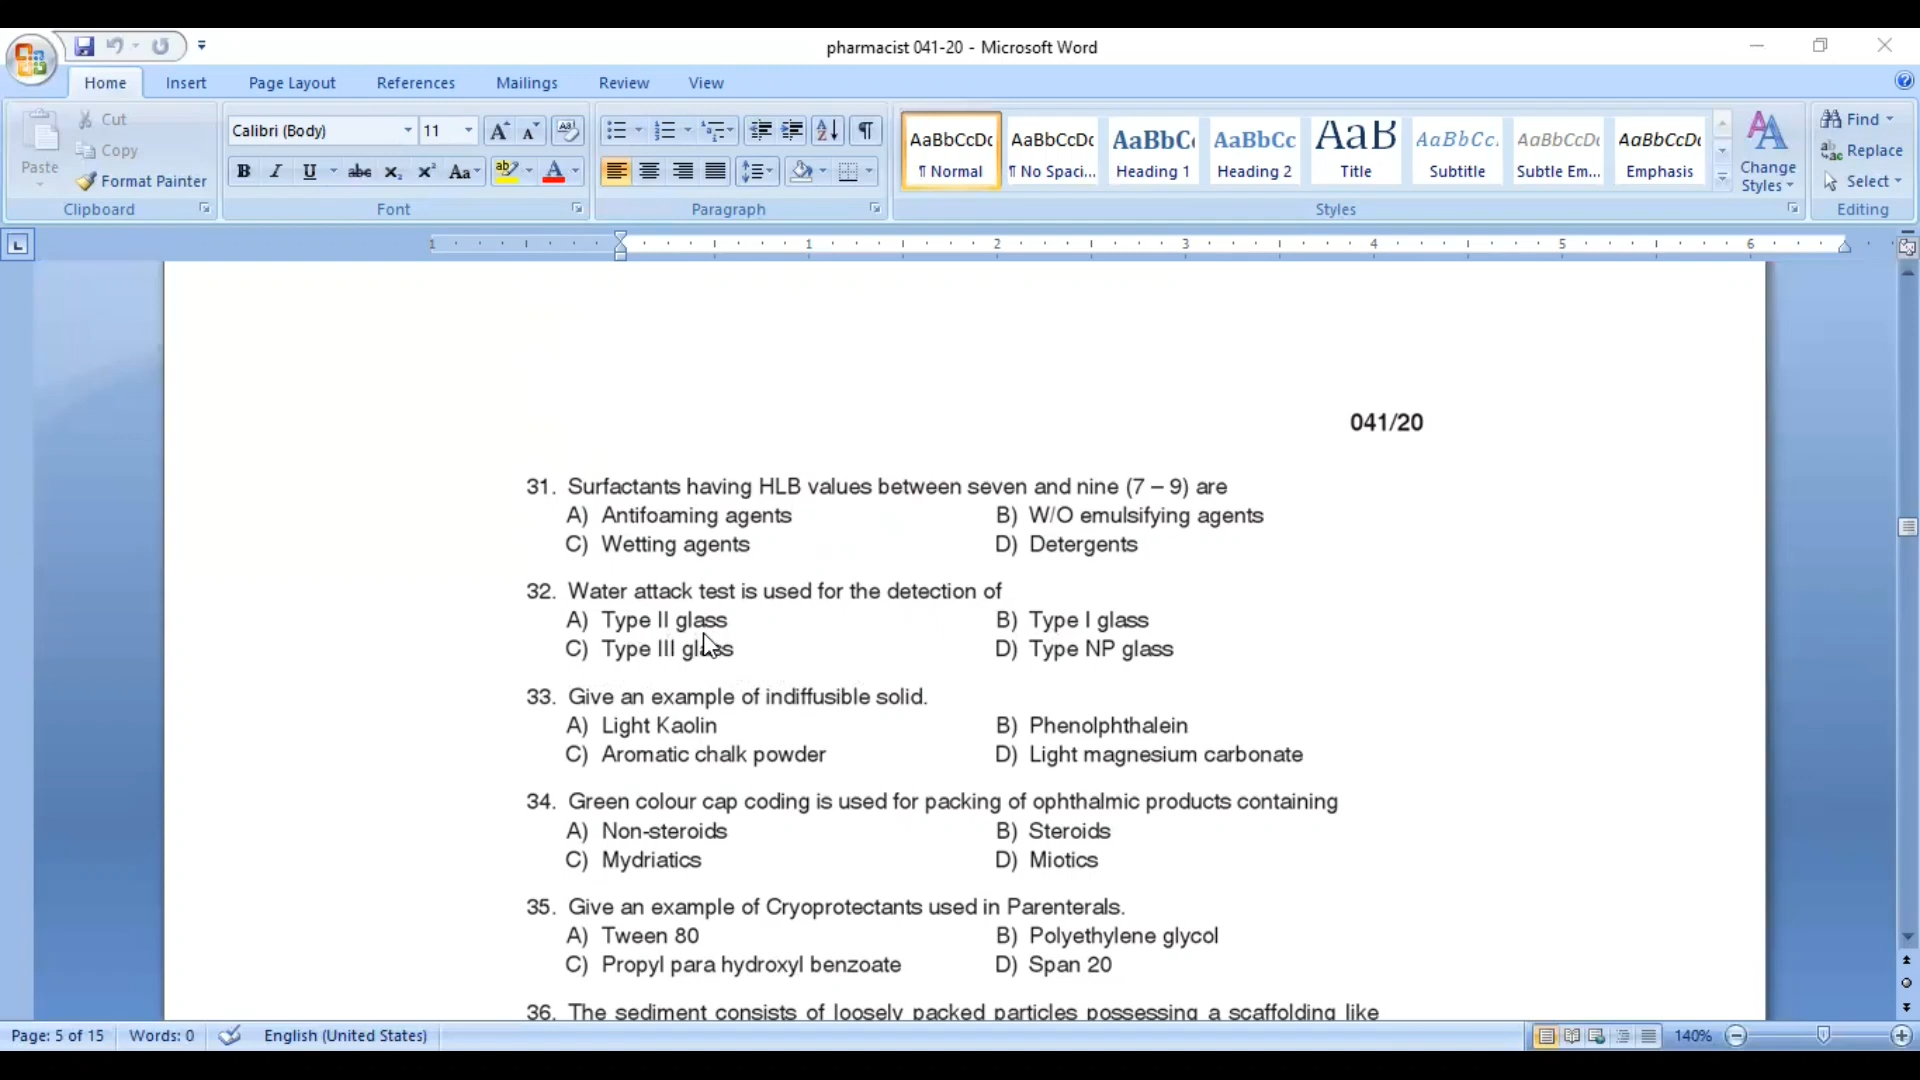 pharmacist 041-20 - Microsoft Word
Home Insert Page Layout References Mailings Review View
Paste
Cut
Copy
Format Painter
Clipboard
Calibri (Body) 11
Font
Paragraph
AaBbCcDc AaBbCcDc AaBbC AaBbCc AaB AaBbCc. AaBbCcDc AaBbCcDc
¶ Normal ¶ No Spaci... Heading 1 Heading 2 Title Subtitle Subtle Em... Emphasis
Change Styles
Styles
Find
Replace
Select
Editing
1 1 2 3 4 5 6
041/20
31. Surfactants having HLB values between seven and nine (7 – 9) are
A) Antifoaming agents B) W/O emulsifying agents
C) Wetting agents D) Detergents
32. Water attack test is used for the detection of
A) Type II glass B) Type I glass
C) Type III glass D) Type NP glass
33. Give an example of indiffusible solid.
A) Light Kaolin B) Phenolphthalein
C) Aromatic chalk powder D) Light magnesium carbonate
34. Green colour cap coding is used for packing of ophthalmic products containing
A) Non-steroids B) Steroids
C) Mydriatics D) Miotics
35. Give an example of Cryoprotectants used in Parenterals.
A) Tween 80 B) Polyethylene glycol
C) Propyl para hydroxyl benzoate D) Span 20
36. The sediment consists of loosely packed particles possessing a scaffolding like
Page: 5 of 15 Words: 0 English (United States) 140%